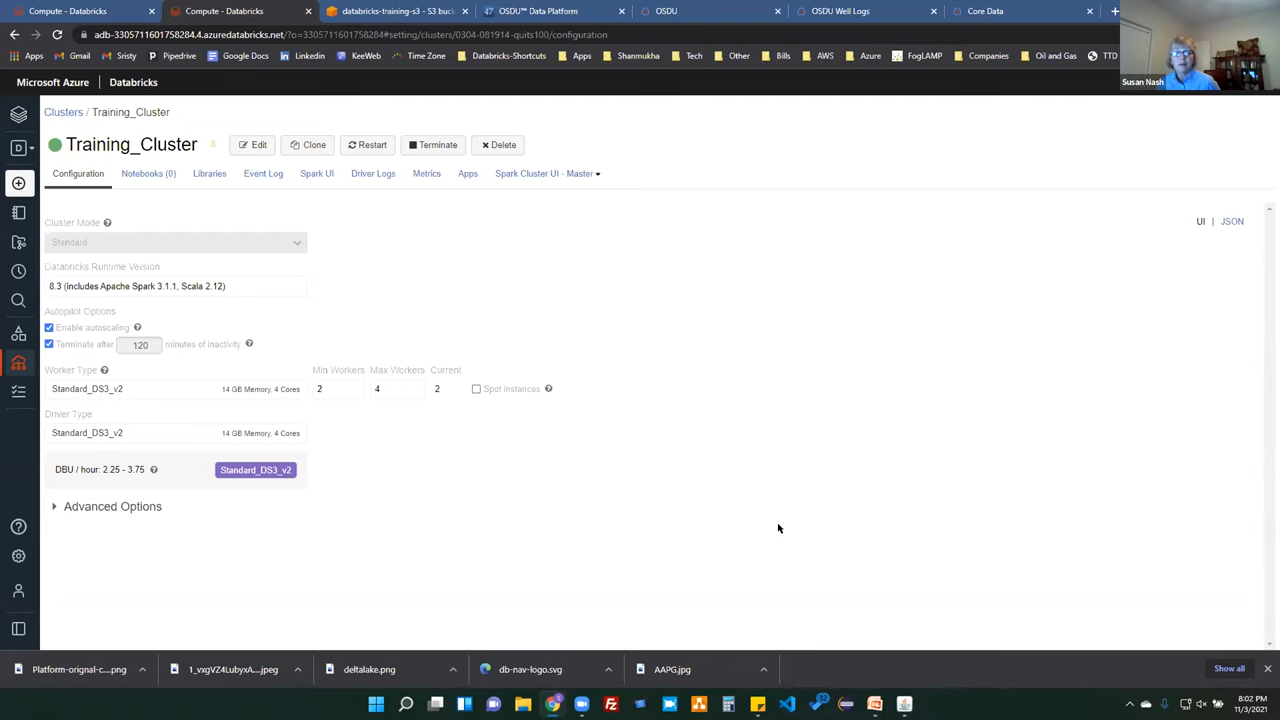 Compute - Databricks
Compute - Databricks
databricks-training-s3 - S3 buck
OSDU™ Data Platform
OSDU
OSDU Well Logs
Core Data
adb-3305711601758284.4.azuredatabricks.net/?o=3305711601758284#setting/clusters/0304-081914-quits100/configuration
Apps
Gmail
Sristy
Pipedrive
Google Docs
Linkedin
KeeWeb
Time Zone
Databricks-Shortcuts
Apps
Shanmukha
Tech
Other
Bills
AWS
Azure
FogLAMP
Companies
Oil and Gas
TTD
Susan Nash
Microsoft Azure
Databricks
Clusters / Training_Cluster
Training_Cluster
Edit
Clone
Restart
Terminate
Delete
Configuration
Notebooks (0)
Libraries
Event Log
Spark UI
Driver Logs
Metrics
Apps
Spark Cluster UI - Master
UI | JSON
Cluster Mode
Standard
Databricks Runtime Version
8.3 (includes Apache Spark 3.1.1, Scala 2.12)
Autopilot Options
Enable autoscaling
Terminate after 120 minutes of inactivity
Worker Type
Min Workers
Max Workers
Current
Standard_DS3_v2
14 GB Memory, 4 Cores
2
4
2
Spot instances
Driver Type
Standard_DS3_v2
14 GB Memory, 4 Cores
DBU / hour: 2.25 - 3.75
Standard_DS3_v2
Advanced Options
Platform-orignal-c....png
1_vxgVZ4LubyxA....jpeg
deltalake.png
db-nav-logo.svg
AAPG.jpg
Show all
8:02 PM
11/3/2021